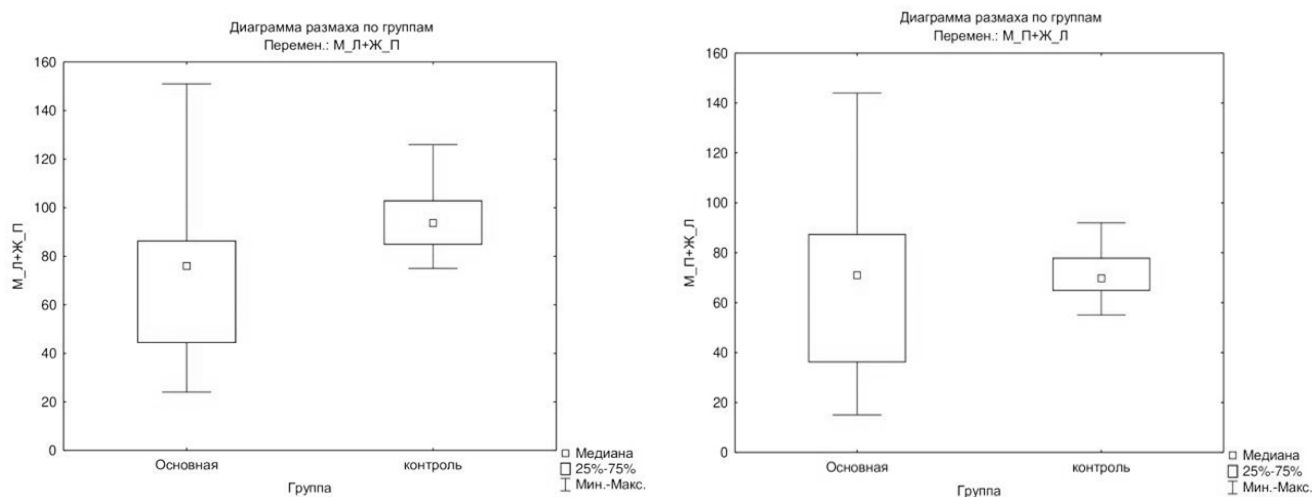 Диаграмма размаха по группам
Перемен.: М_Л+Ж_П
160
140
120
100
80
60
40
20
0
М_Л+Ж_П
Основная
контроль
Группа
Медиана
25%-75%
Мин.-Макс.
Диаграмма размаха по группам
Перемен.: М_П+Ж_Л
160
140
120
100
80
60
40
20
0
М_П+Ж_Л
Основная
контроль
Группа
Медиана
25%-75%
Мин.-Макс.